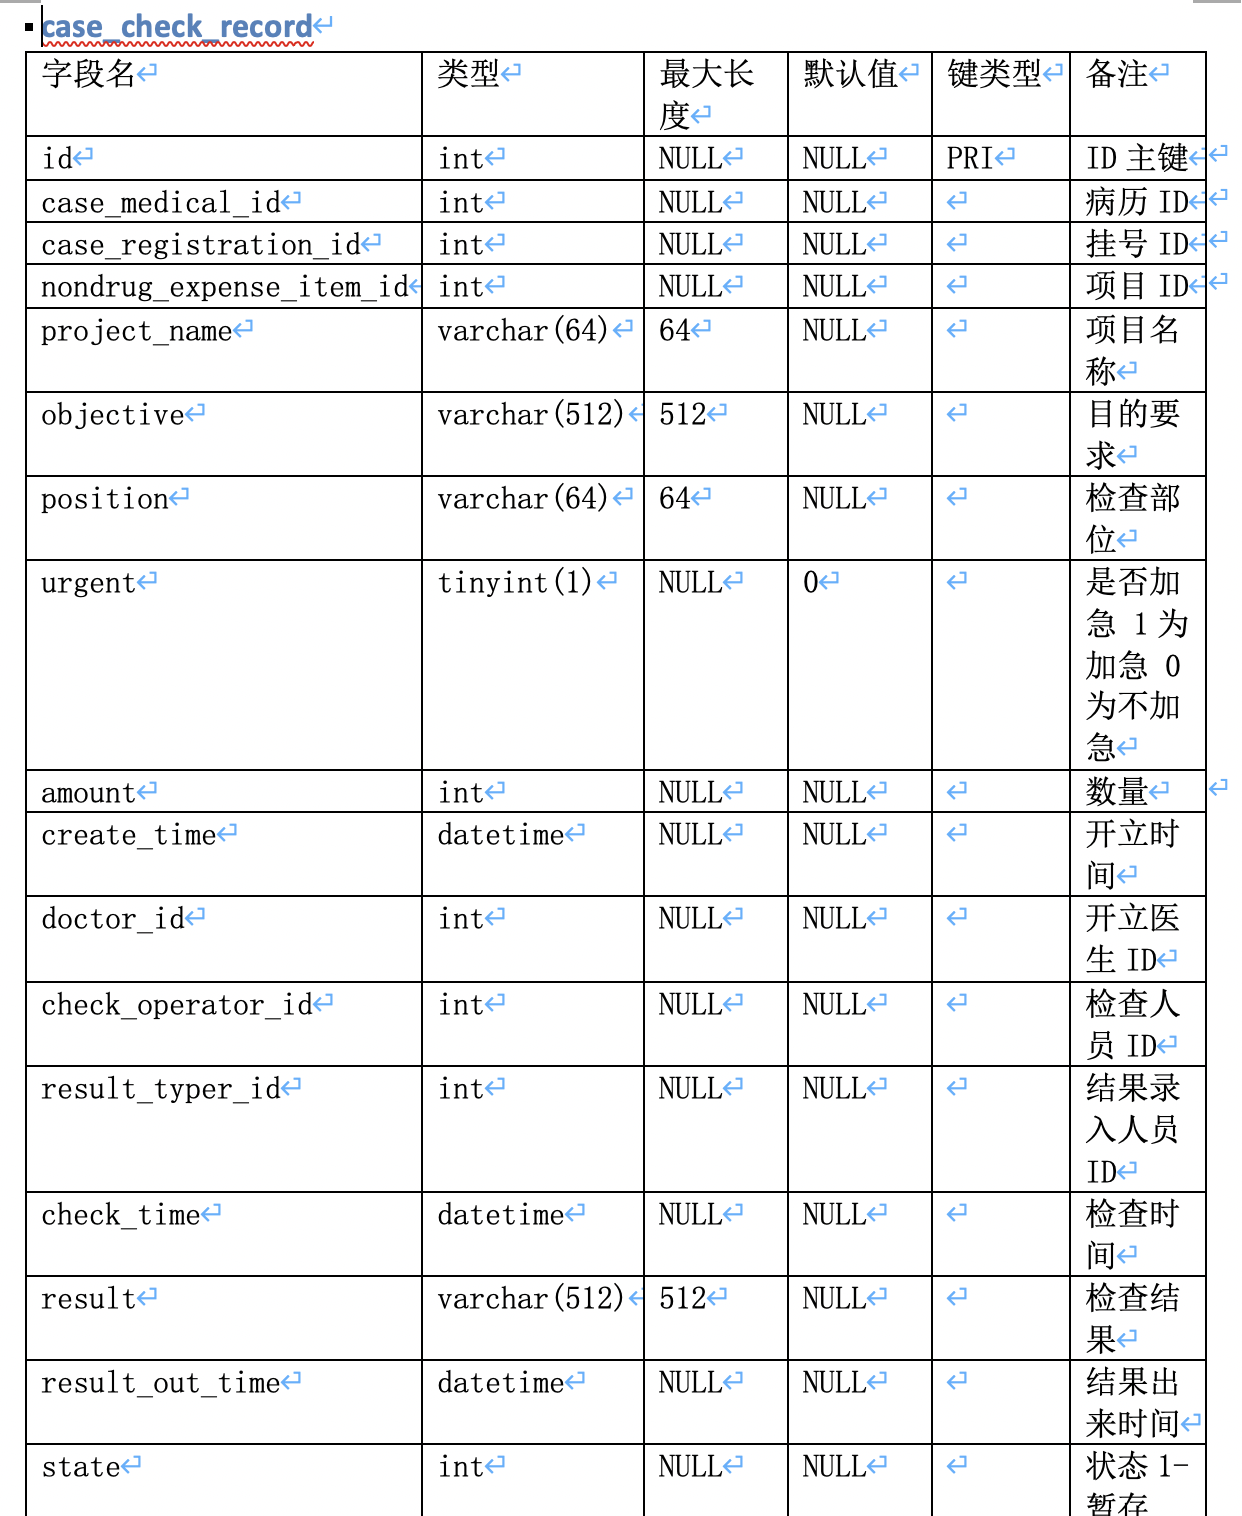 case_check_record
字段名 类型 最大长度 默认值 键类型 备注
id int NULL NULL PRI ID 主键
case_medical_id int NULL NULL 病历 ID
case_registration_id int NULL NULL 挂号 ID
nondrug_expense_item_id int NULL NULL 项目 ID
project_name varchar(64) 64 NULL 项目名称
objective varchar(512) 512 NULL 目的要求
position varchar(64) 64 NULL 检查部位
urgent tinyint(1) NULL 0 是否加急 1 为加急 0 为不加急
amount int NULL NULL 数量
create_time datetime NULL NULL 开立时间
doctor_id int NULL NULL 开立医生 ID
check_operator_id int NULL NULL 检查人员 ID
result_typer_id int NULL NULL 结果录入人员 ID
check_time datetime NULL NULL 检查时间
result varchar(512) 512 NULL 检查结果
result_out_time datetime NULL NULL 结果出来时间
state int NULL NULL 状态 1-暂存